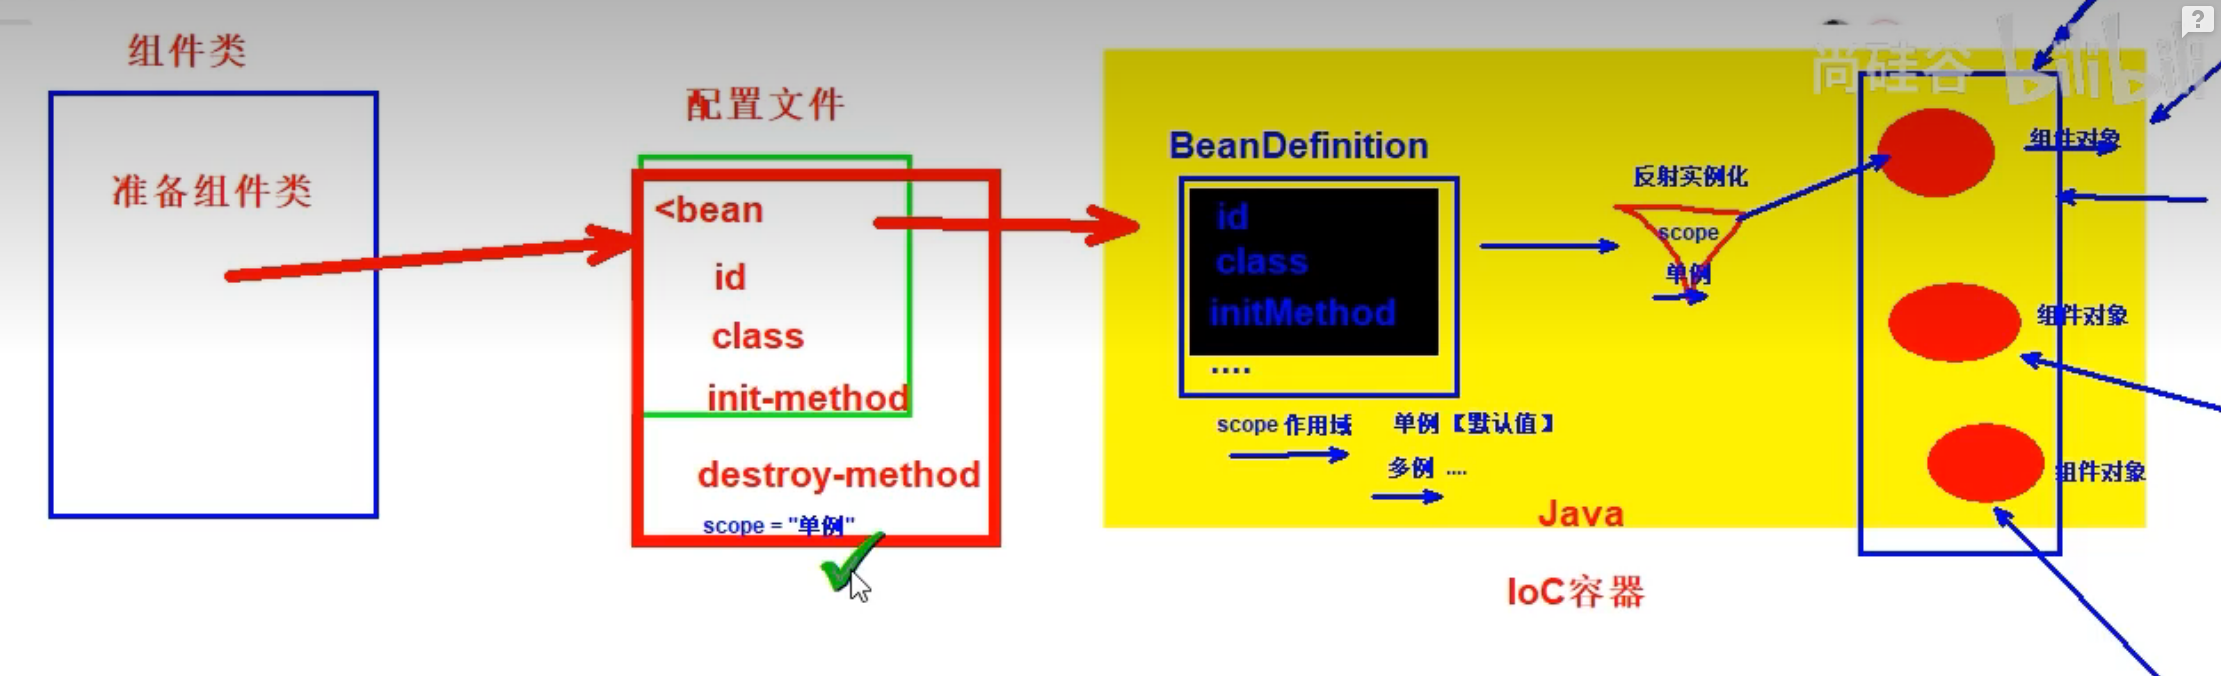 组件类
准备组件类
配置文件
<bean
id
class
init-method
destroy-method
scope = "单例"
BeanDefinition
id
class
initMethod
....
scope 作用域
单例【默认值】
多例 ....
反射实例化
scope
单例
组件对象
组件对象
组件对象
Java
IoC容器
尚硅谷 bilibili
?